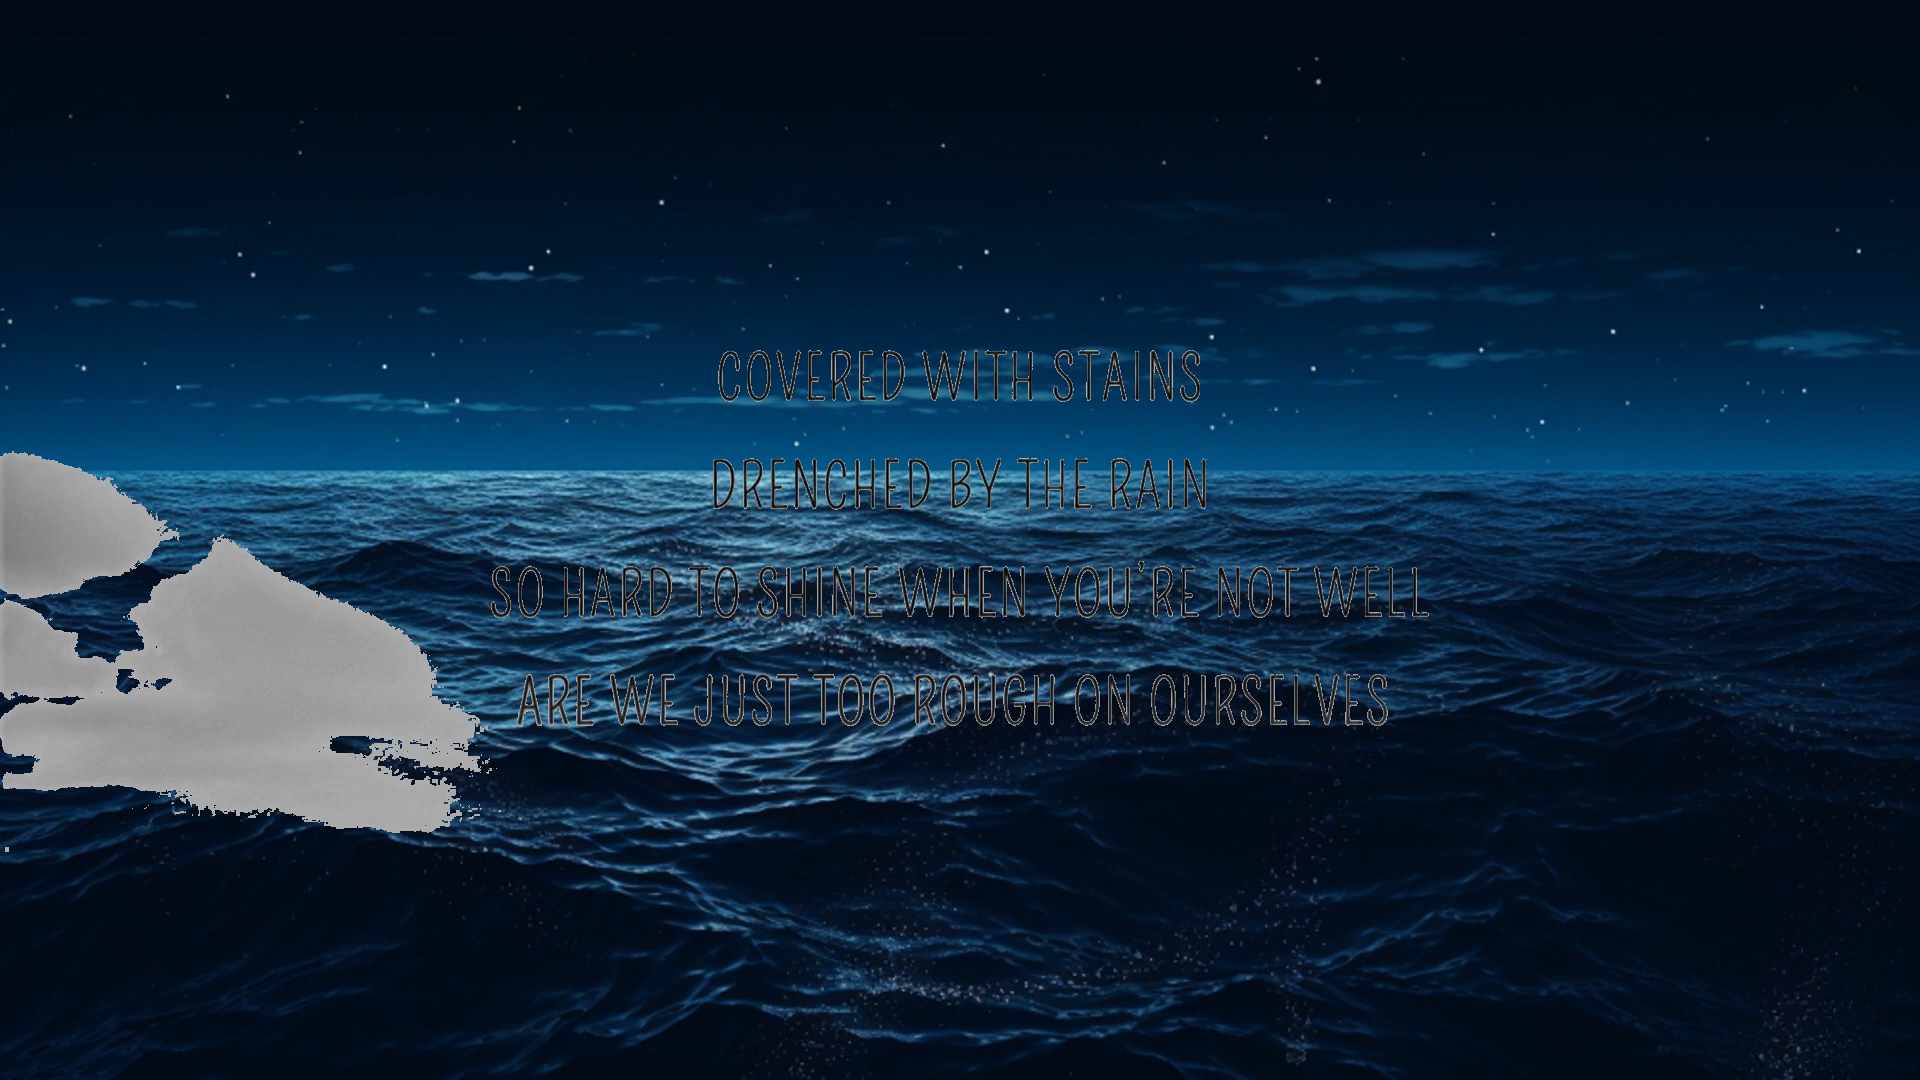 COVERED WITH STAINS
DRENCHED BY THE RAIN
SO HARD TO SHINE WHEN YOU'RE NOT WELL
ARE WE JUST TOO ROUGH ON OURSELVES